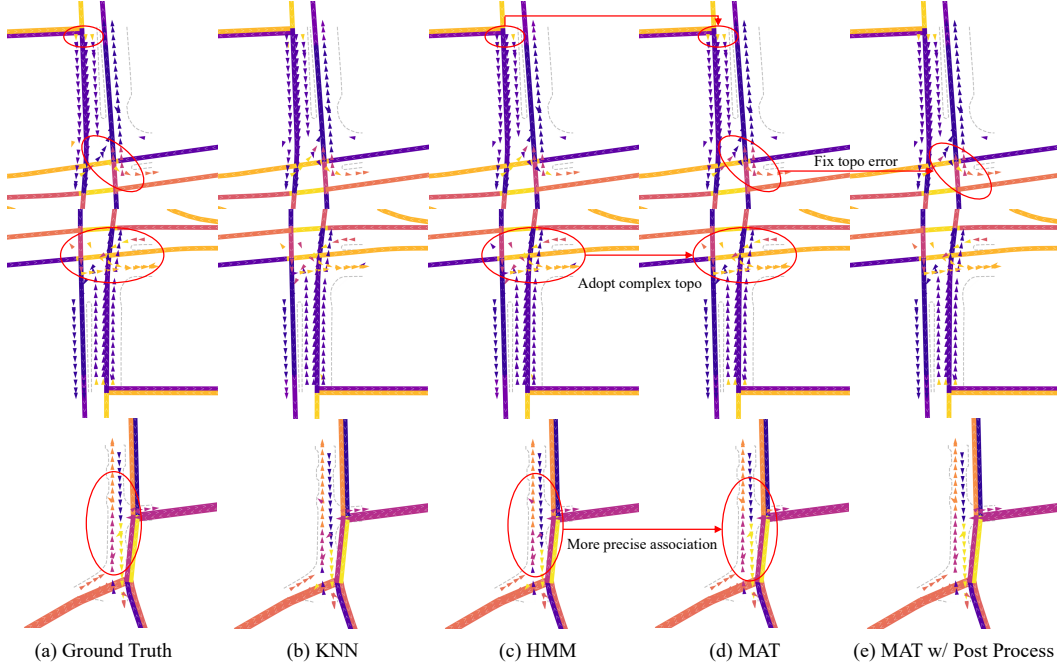 Fix topo error
Adopt complex topo
More precise association
(a) Ground Truth
(b) KNN
(c) HMM
(d) MAT
(e) MAT w/ Post Process